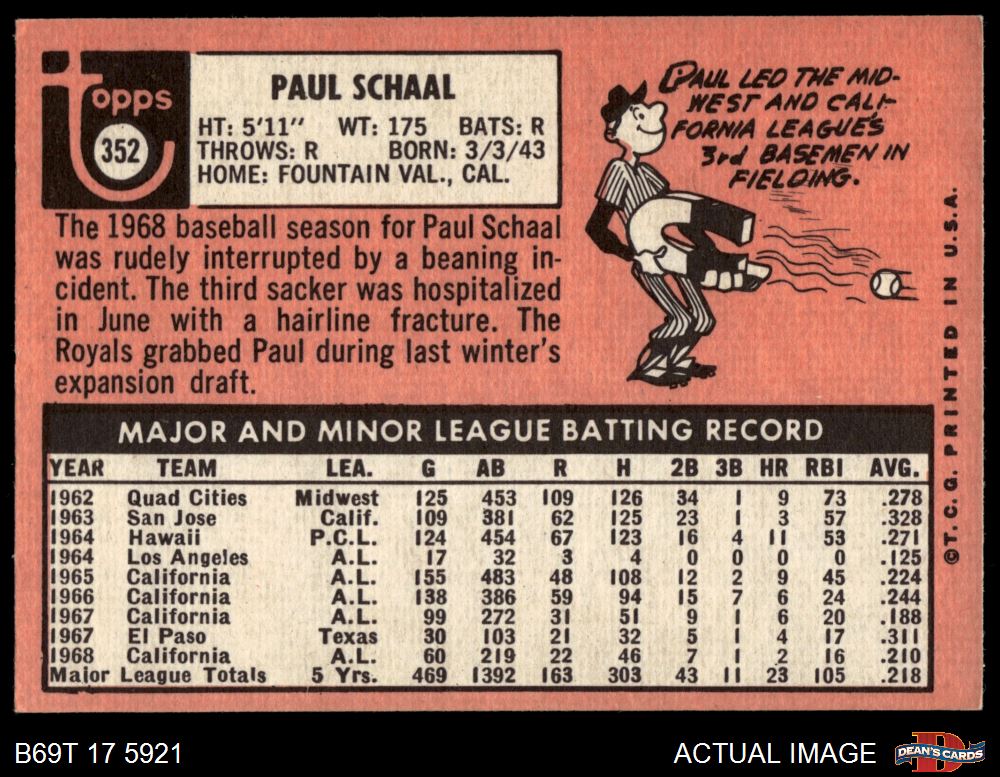 Topps
352
PAUL SCHAAL
HT: 5'11" WT: 175 BATS: R
THROWS: R BORN: 3/3/43
HOME: FOUNTAIN VAL., CAL.
PAUL LED THE MID-
WEST AND CALI-
FORNIA LEAGUE'S
3rd BASEMEN IN
FIELDING.
The 1968 baseball season for Paul Schaal
was rudely interrupted by a beaning in-
cident. The third sacker was hospitalized
in June with a hairline fracture. The
Royals grabbed Paul during last winter's
expansion draft.
MAJOR AND MINOR LEAGUE BATTING RECORD
YEAR TEAM LEA. G AB R H 2B 3B HR RBI AVG.
1962 Quad Cities Midwest 125 453 109 126 34 1 9 73 .278
1963 San Jose Calif. 109 381 62 125 23 1 3 57 .328
1964 Hawaii P.C.L. 124 454 67 123 16 4 11 53 .271
1964 Los Angeles A.L. 17 32 3 4 0 0 0 0 .125
1965 California A.L. 155 483 48 108 12 2 9 45 .224
1966 California A.L. 138 386 59 94 15 7 6 24 .244
1967 California A.L. 99 272 31 51 9 1 6 20 .188
1967 El Paso Texas 30 103 21 32 5 1 4 17 .311
1968 California A.L. 60 219 22 46 7 1 2 16 .210
Major League Totals 5 Yrs. 469 1392 163 303 43 11 23 105 .218
©T.C.G. PRINTED IN U.S.A.
B69T 17 5921
ACTUAL IMAGE
DEAN'S CARDS